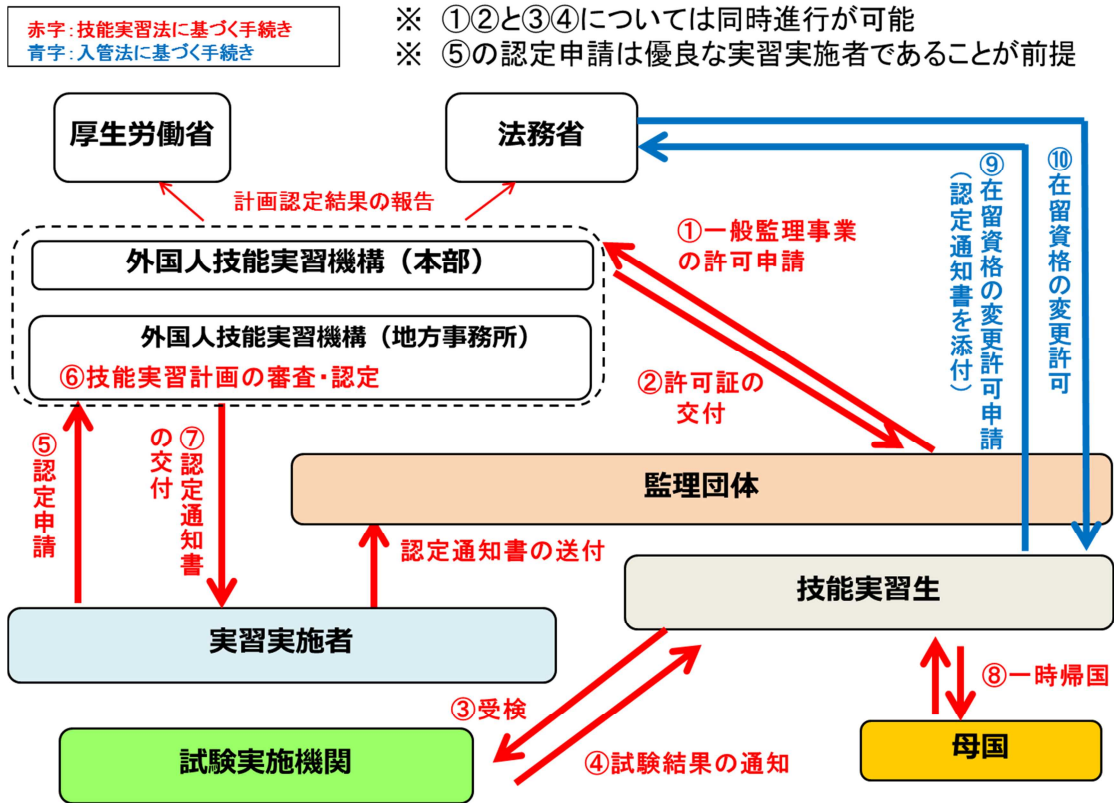 赤字：技能実習法に基づく手続き
青字：入管法に基づく手続き
※ ①②と③④については同時進行が可能
※ ⑤の認定申請は優良な実習実施者であることが前提
厚生労働省
法務省
計画認定結果の報告
外国人技能実習機構（本部）
外国人技能実習機構（地方事務所）
⑥技能実習計画の審査・認定
①一般監理事業
の許可申請
②許可証の
交付
⑨在留資格の変更許可申請
（認定通知書を添付）
⑩在留資格の変更許可
⑤認定申請
⑦認定通知書
の交付
監理団体
認定通知書の送付
技能実習生
実習実施者
③受検
④試験結果の通知
⑧一時帰国
試験実施機関
母国